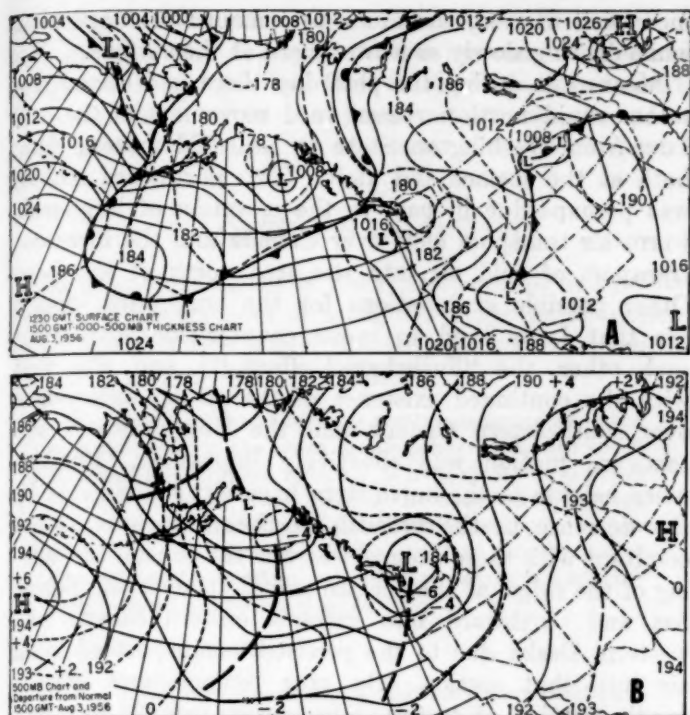 1004 1004 1000 1008 1012 180 1012 1020 1026 H
L 1024
178 186 188
1008 184
1012 180 178 1012 1008 L
1016 L
1008 180 190
1020 L 1016
1024 182 L 182
186 184 1016
H 186 L 1012 L
1230 GMT SURFACE CHART
1500 GMT-1000-500 MB THICKNESS CHART
AUG. 3, 1956
A
1024 1020 1016 188 1012
184 182 180 178 178 180 182 184 186 188 190 +4 +2 194
186
188
190 L 193
192 -4 H
194 L 184
+6 -6 0
H -4
+4
193 +2 192 194
500 MB Chart and
Departure from Normal
1500 GMT-Aug 3, 1956
B
0 -2 -2 192 193